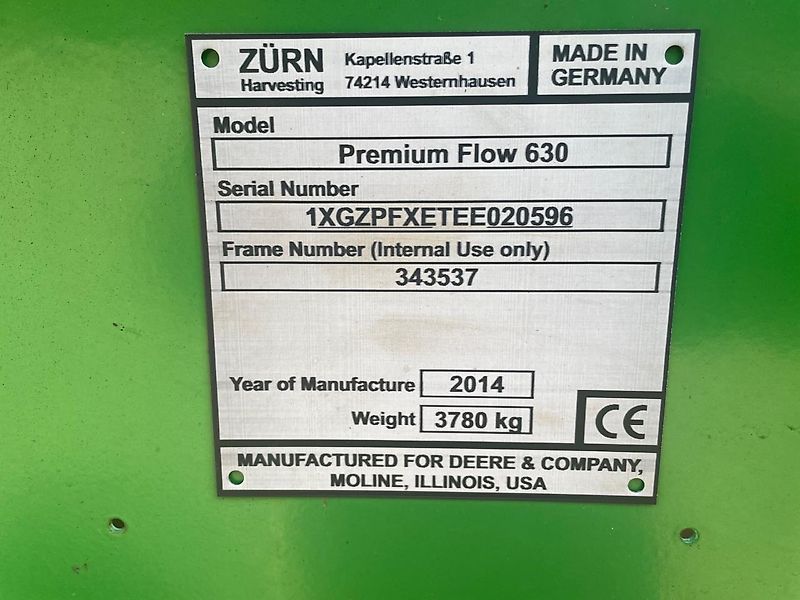 ZÜRN
Harvesting
Kapellenstraße 1
74214 Westernhausen
MADE IN
GERMANY
Model
Premium Flow 630
Serial Number
1XGZPFXETEE020596
Frame Number (Internal Use only)
343537
Year of Manufacture 2014
Weight 3780 kg
CE
MANUFACTURED FOR DEERE & COMPANY,
MOLINE, ILLINOIS, USA